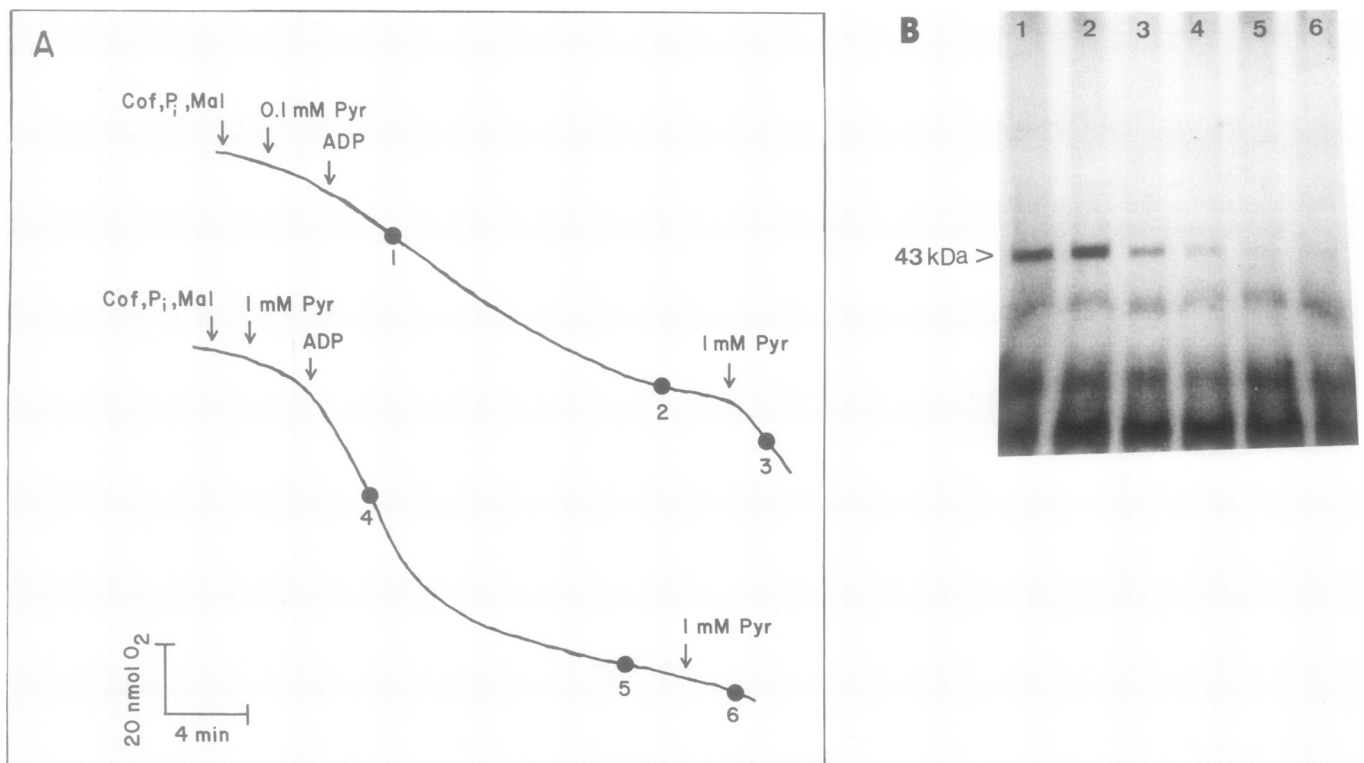 A
Cof,Pi,Mal
0.1 mM Pyr
ADP
1
2
1 mM Pyr
3
Cof,Pi,Mal
1 mM Pyr
ADP
4
5
1 mM Pyr
6
20 nmol O2
4 min
B
1 2 3 4 5 6
43 kDa >